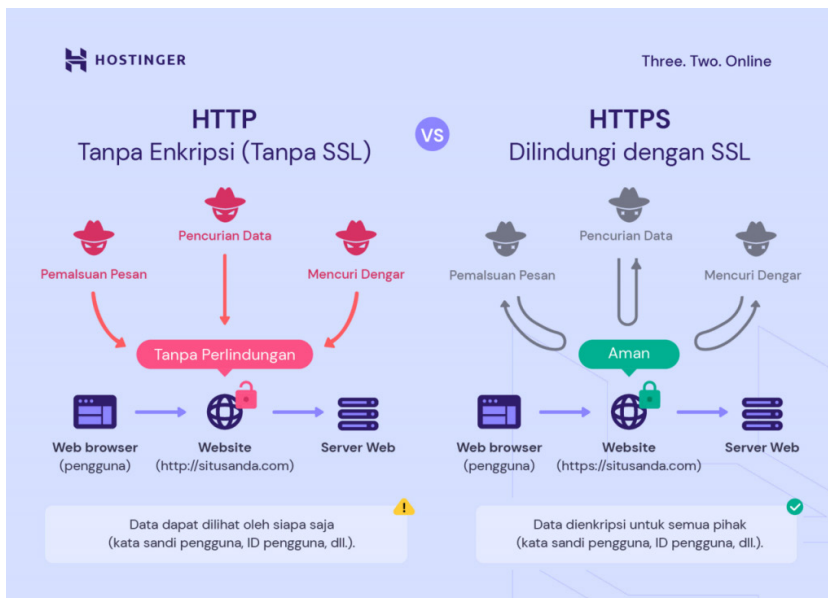 HOSTINGER
Three. Two. Online
HTTP
Tanpa Enkripsi (Tanpa SSL)
VS
HTTPS
Dilindungi dengan SSL
Pencurian Data
Pemalsuan Pesan
Mencuri Dengar
Tanpa Perlindungan
Web browser
(pengguna)
Website
(http://situsanda.com)
Server Web
Data dapat dilihat oleh siapa saja
(kata sandi pengguna, ID pengguna, dll.).
Pencurian Data
Pemalsuan Pesan
Mencuri Dengar
Aman
Web browser
(pengguna)
Website
(https://situsanda.com)
Server Web
Data dienkripsi untuk semua pihak
(kata sandi pengguna, ID pengguna, dll.).